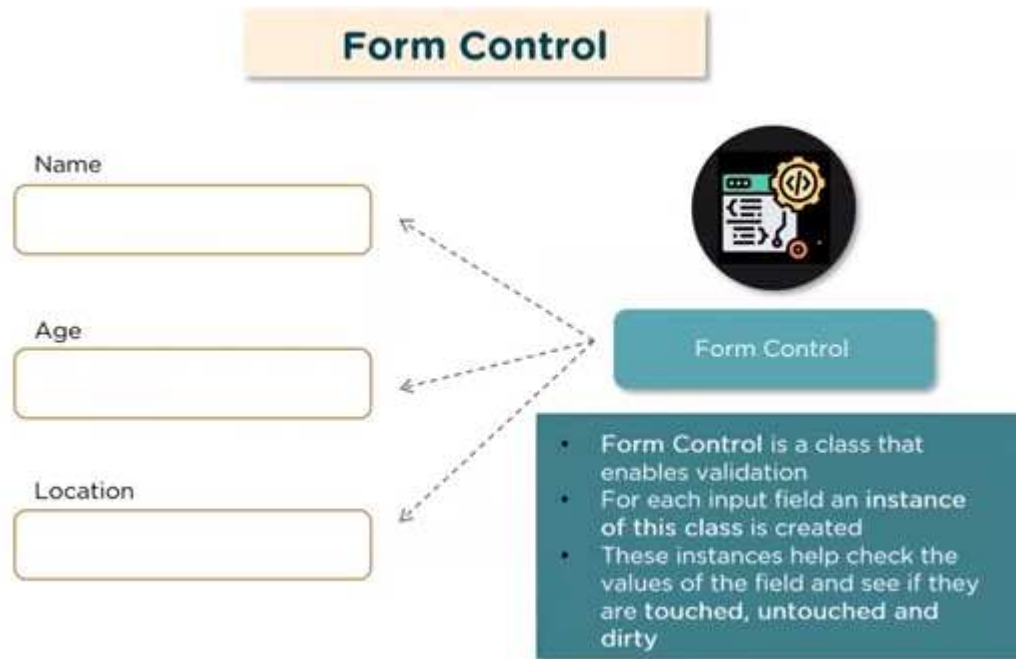 Form Control
Name
Age
Location
Form Control
• Form Control is a class that
enables validation
• For each input field an instance
of this class is created
• These instances help check the
values of the field and see if they
are touched, untouched and
dirty